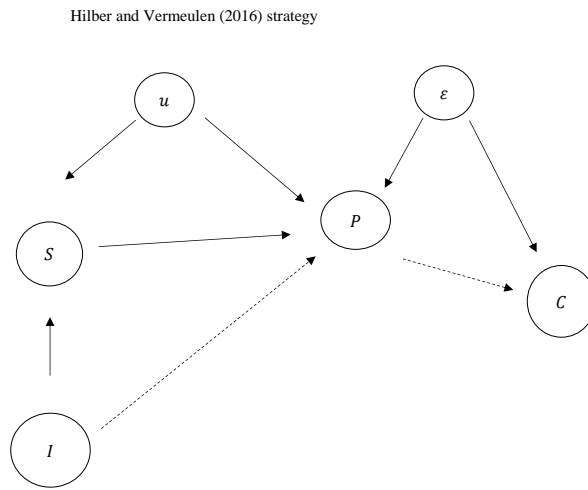 Hilber and Vermeulen (2016) strategy
u
ε
P
S
C
I